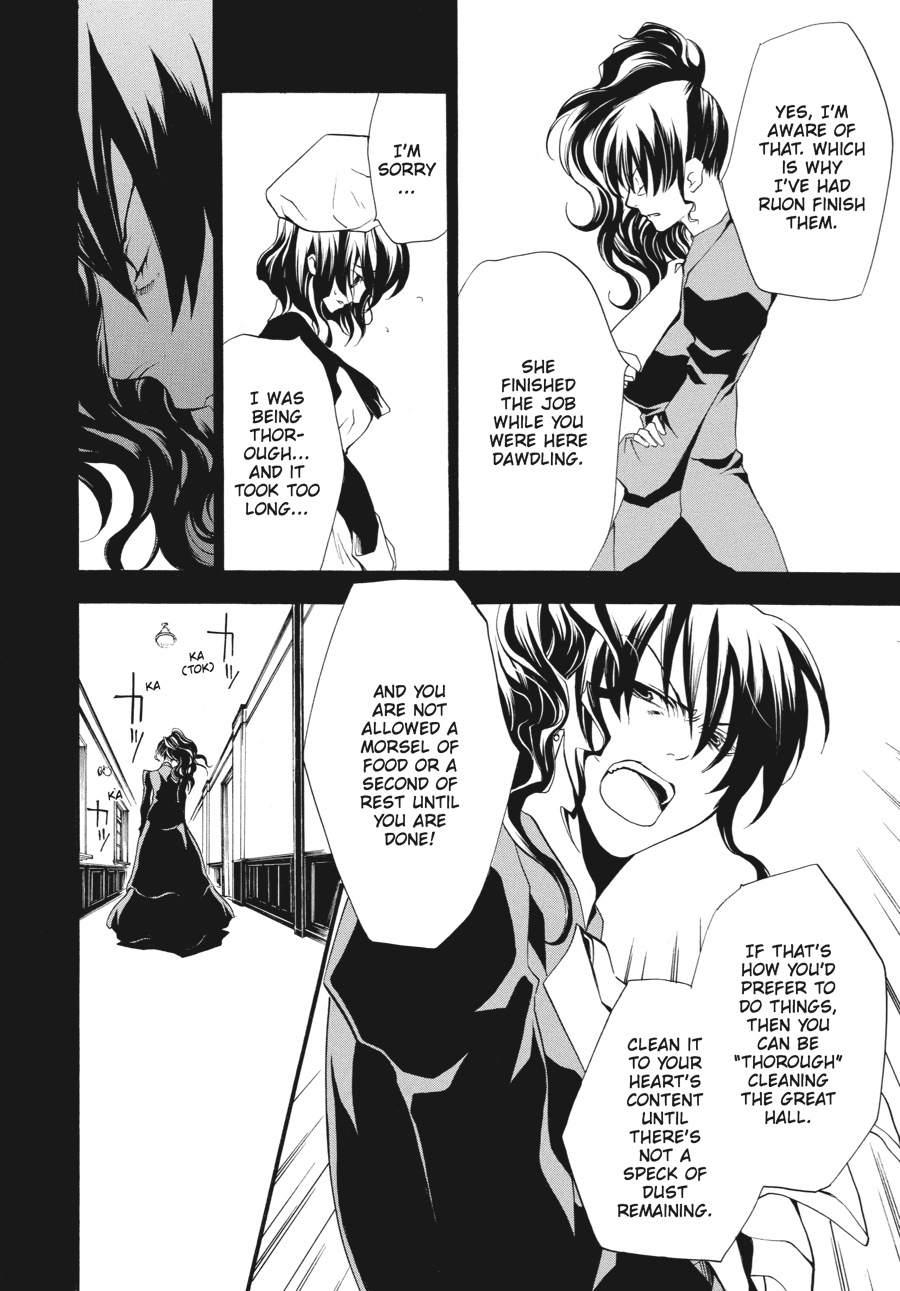 YES, I'M
AWARE OF
THAT. WHICH
IS WHY
I'VE HAD
RUON FINISH
THEM.
SHE
FINISHED
THE JOB
WHILE YOU
WERE HERE
DAWDLING.
I'M
SORRY
...
I WAS
BEING
THOR-
OUGH...
AND IT
TOOK TOO
LONG...
IF THAT'S
HOW YOU'D
PREFER TO
DO THINGS,
THEN YOU
CAN BE
"THOROUGH"
CLEANING
THE GREAT
HALL.
CLEAN IT
TO YOUR
HEART'S
CONTENT
UNTIL
THERE'S
NOT A
SPECK OF
DUST
REMAINING.
AND YOU
ARE NOT
ALLOWED A
MORSEL OF
FOOD OR A
SECOND OF
REST UNTIL
YOU ARE
DONE!
カ
KA
(TOK)
カ
KA
カ
KA